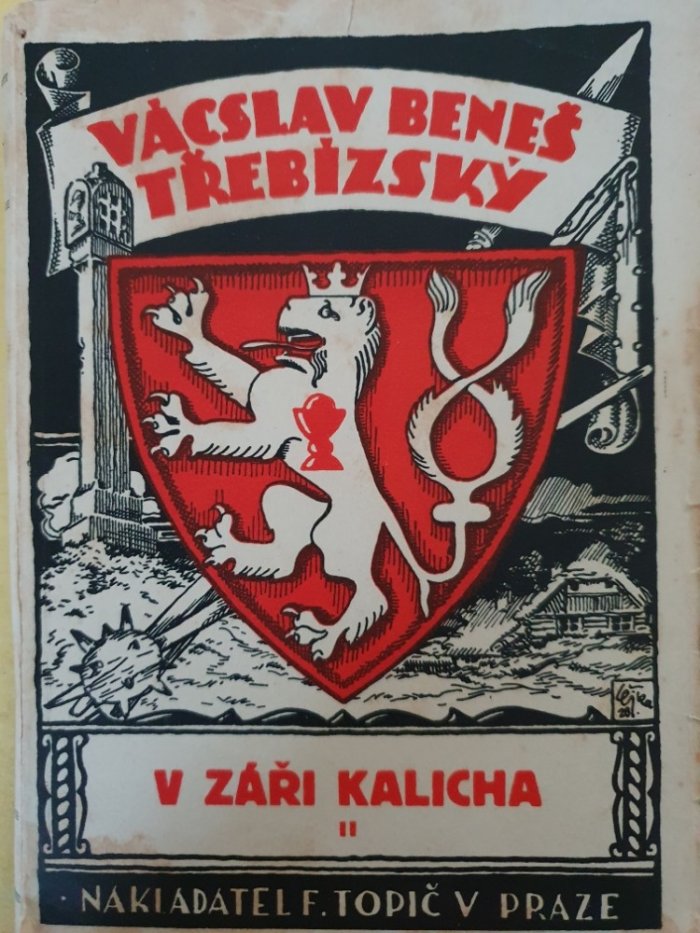 VÁCSLAV BENEŠ
TŘEBÍZSKÝ
V ZÁŘI KALICHA
II
NAKLADATEL F. TOPIČ V PRAZE